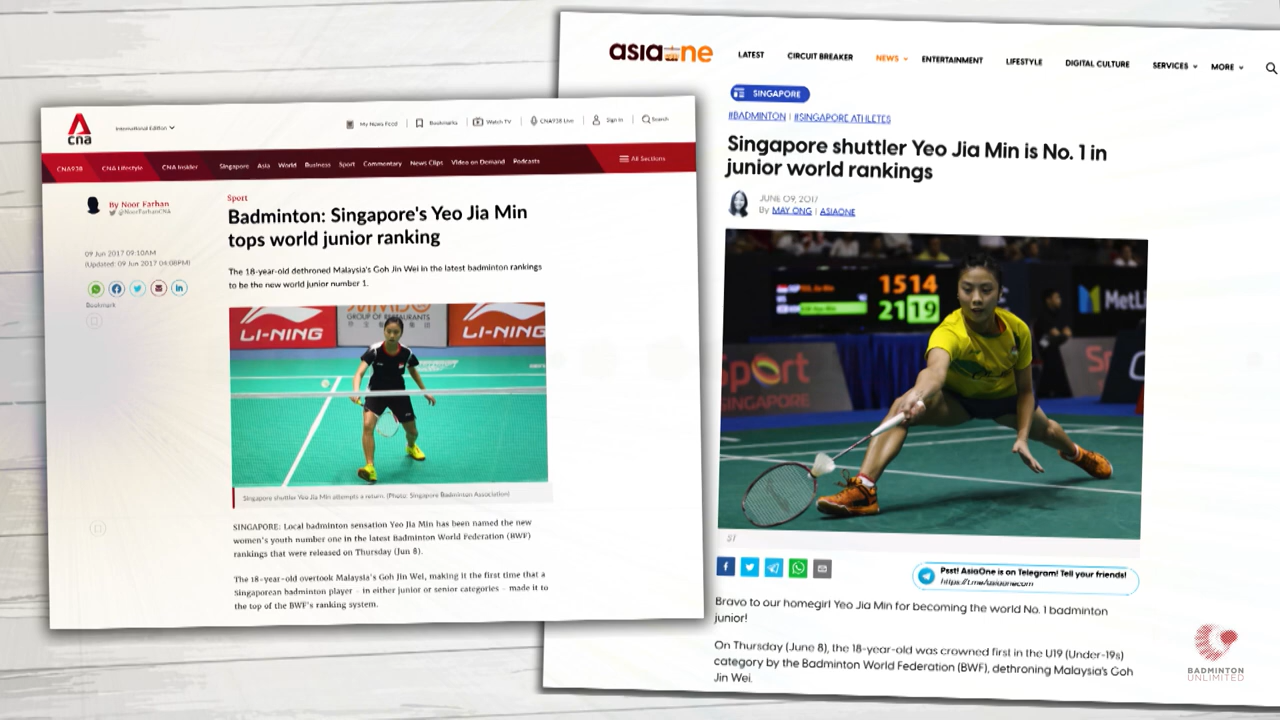 cna
International Edition
My News Feed
Bookmarks
Watch TV
CNA938 Live
Sign In
Search
CNA938
CNA Lifestyle
CNA Insider
Singapore
Asia
World
Business
Sport
Commentary
News Clips
Video on Demand
Podcasts
All Sections
By Noor Farhan
@NoorFarhanCNA
09 Jun 2017 09:10AM
(Updated: 09 Jun 2017 04:08PM)
Bookmark
Sport
Badminton: Singapore's Yeo Jia Min
tops world junior ranking
The 18-year-old dethroned Malaysia's Goh Jin Wei in the latest badminton rankings
to be the new world junior number 1.
LI-NING
GROUP OF RESTAURANTS
LI-NING
Singapore shuttler Yeo Jia Min attempts a return. (Photo: Singapore Badminton Association)
SINGAPORE: Local badminton sensation Yeo Jia Min has been named the new
women's youth number one in the latest Badminton World Federation (BWF)
rankings that were released on Thursday (Jun 8).
The 18-year-old overtook Malaysia's Goh Jin Wei, making it the first time that a
Singaporean badminton player - in either junior or senior categories - made it to
the top of the BWF's ranking system.
asiaone
LATEST
CIRCUIT BREAKER
NEWS
ENTERTAINMENT
LIFESTYLE
DIGITAL CULTURE
SERVICES
MORE
SINGAPORE
#BADMINTON | #SINGAPORE ATHLETES
Singapore shuttler Yeo Jia Min is No. 1 in
junior world rankings
JUNE 09, 2017
By MAY ONG | ASIAONE
1514
2119
MetLi
Sport
SINGAPORE
ST
Psst! AsiaOne is on Telegram! Tell your friends!
https://t.me/asiaonecom
Bravo to our homegirl Yeo Jia Min for becoming the world No. 1 badminton
junior!
On Thursday (June 8), the 18-year-old was crowned first in the U19 (Under-19s)
category by the Badminton World Federation (BWF), dethroning Malaysia's Goh
Jin Wei.
BADMINTON
UNLIMITED